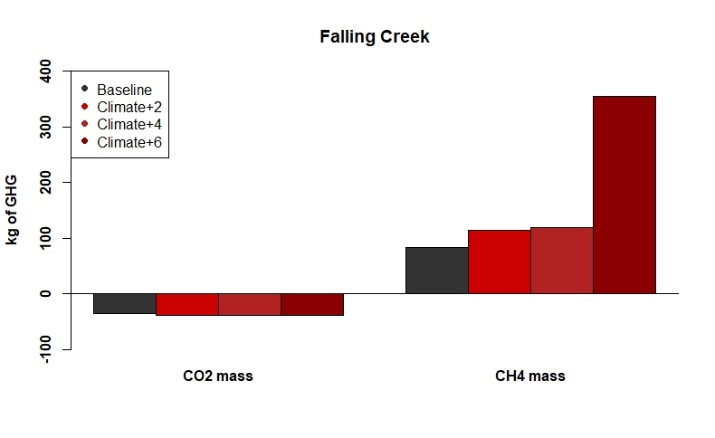 Falling Creek
400
300
200
100
0
-100
kg of GHG
Baseline
Climate+2
Climate+4
Climate+6
CO2 mass
CH4 mass